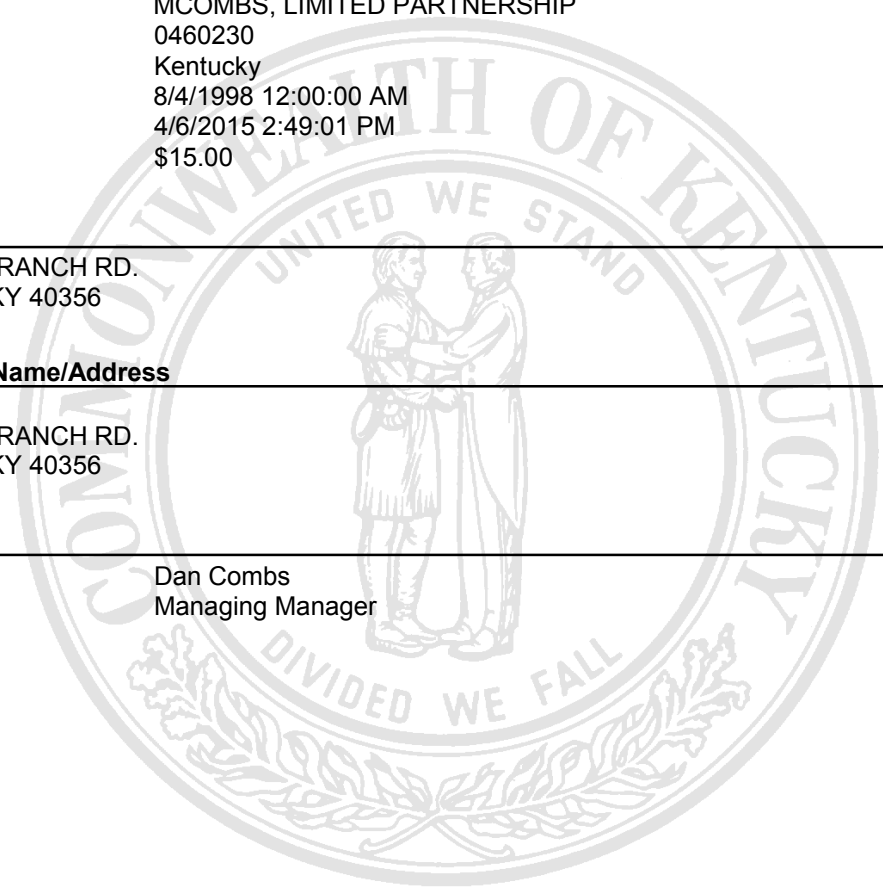 MCOMBS, LIMITED PARTNERSHIP
0460230
Kentucky
8/4/1998 12:00:00 AM
4/6/2015 2:49:01 PM
$15.00
RANCH RD.
KY 40356
Name/Address
RANCH RD.
KY 40356
Dan Combs
Managing Manager
COMMONWEALTH OF KENTUCKY
UNITED WE STAND
DIVIDED WE FALL